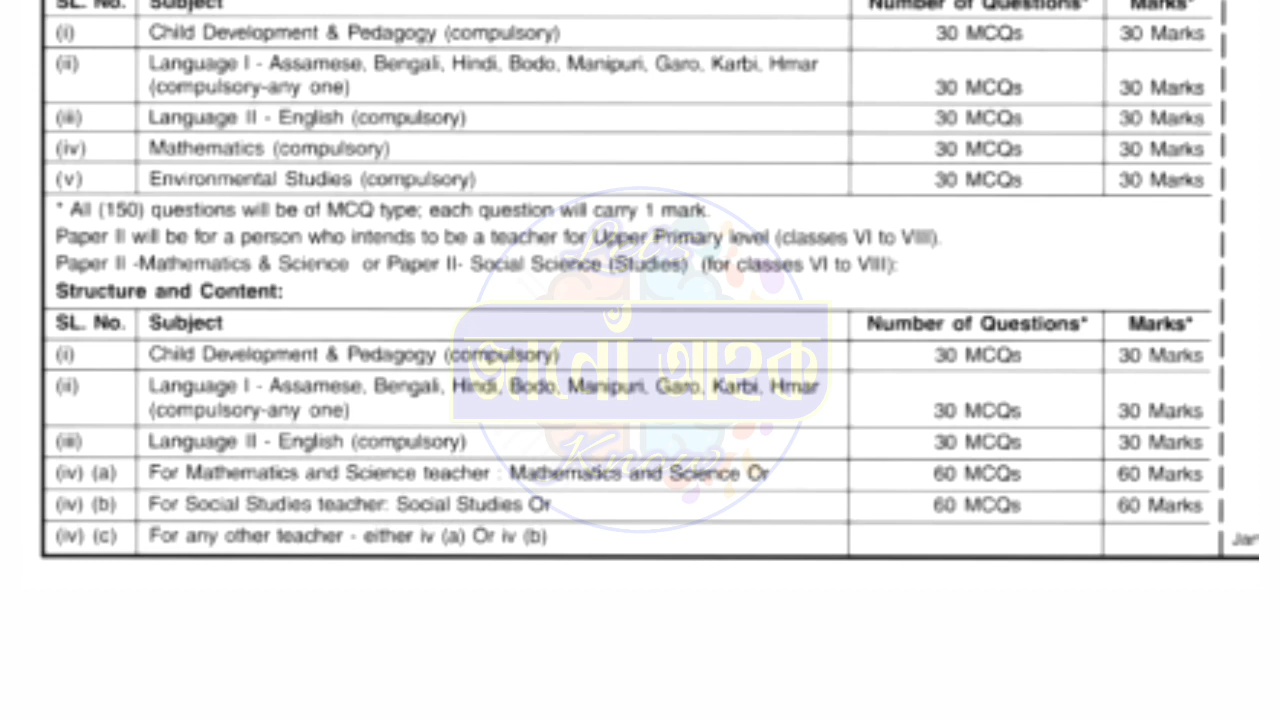 SL. No. Subject Number of Questions* Marks*
(i) Child Development & Pedagogy (compulsory) 30 MCQs 30 Marks
(ii) Language I - Assamese, Bengali, Hindi, Bodo, Manipuri, Garo, Karbi, Hmar
(compulsory-any one) 30 MCQs 30 Marks
(iii) Language II - English (compulsory) 30 MCQs 30 Marks
(iv) Mathematics (compulsory) 30 MCQs 30 Marks
(v) Environmental Studies (compulsory) 30 MCQs 30 Marks
* All (150) questions will be of MCQ type; each question will carry 1 mark.
Paper II will be for a person who intends to be a teacher for Upper Primary level (classes VI to VIII).
Paper II -Mathematics & Science or Paper II- Social Science (Studies) (for classes VI to VIII):
Structure and Content:
SL. No. Subject Number of Questions* Marks*
(i) Child Development & Pedagogy (compulsory) 30 MCQs 30 Marks
(ii) Language I - Assamese, Bengali, Hindi, Bodo, Manipuri, Garo, Karbi, Hmar
(compulsory-any one) 30 MCQs 30 Marks
(iii) Language II - English (compulsory) 30 MCQs 30 Marks
(iv) (a) For Mathematics and Science teacher : Mathematics and Science Or 60 MCQs 60 Marks
(iv) (b) For Social Studies teacher: Social Studies Or 60 MCQs 60 Marks
(iv) (c) For any other teacher - either iv (a) Or iv (b)
Jan